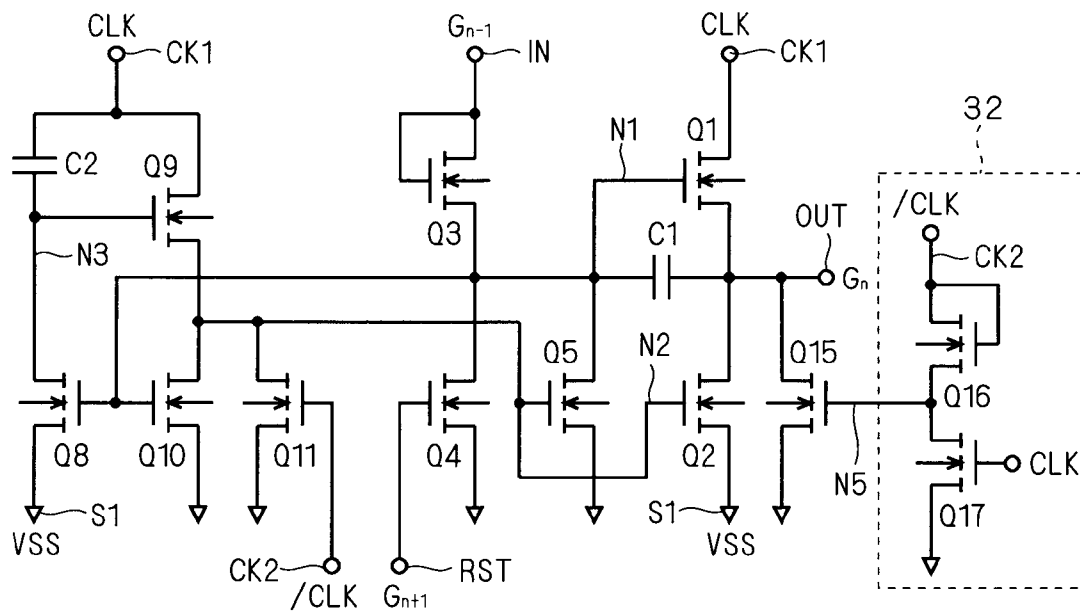 CLK
CK1
Gn-1
IN
CLK
CK1
32
C2
Q9
Q3
N1
Q1
/CLK
CK2
OUT
C1
Gn
N3
Q5
N2
Q15
Q16
Q8
Q10
Q11
Q4
Q2
N5
CLK
Q17
S1
VSS
S1
VSS
CK2
/CLK
RST
Gn+1